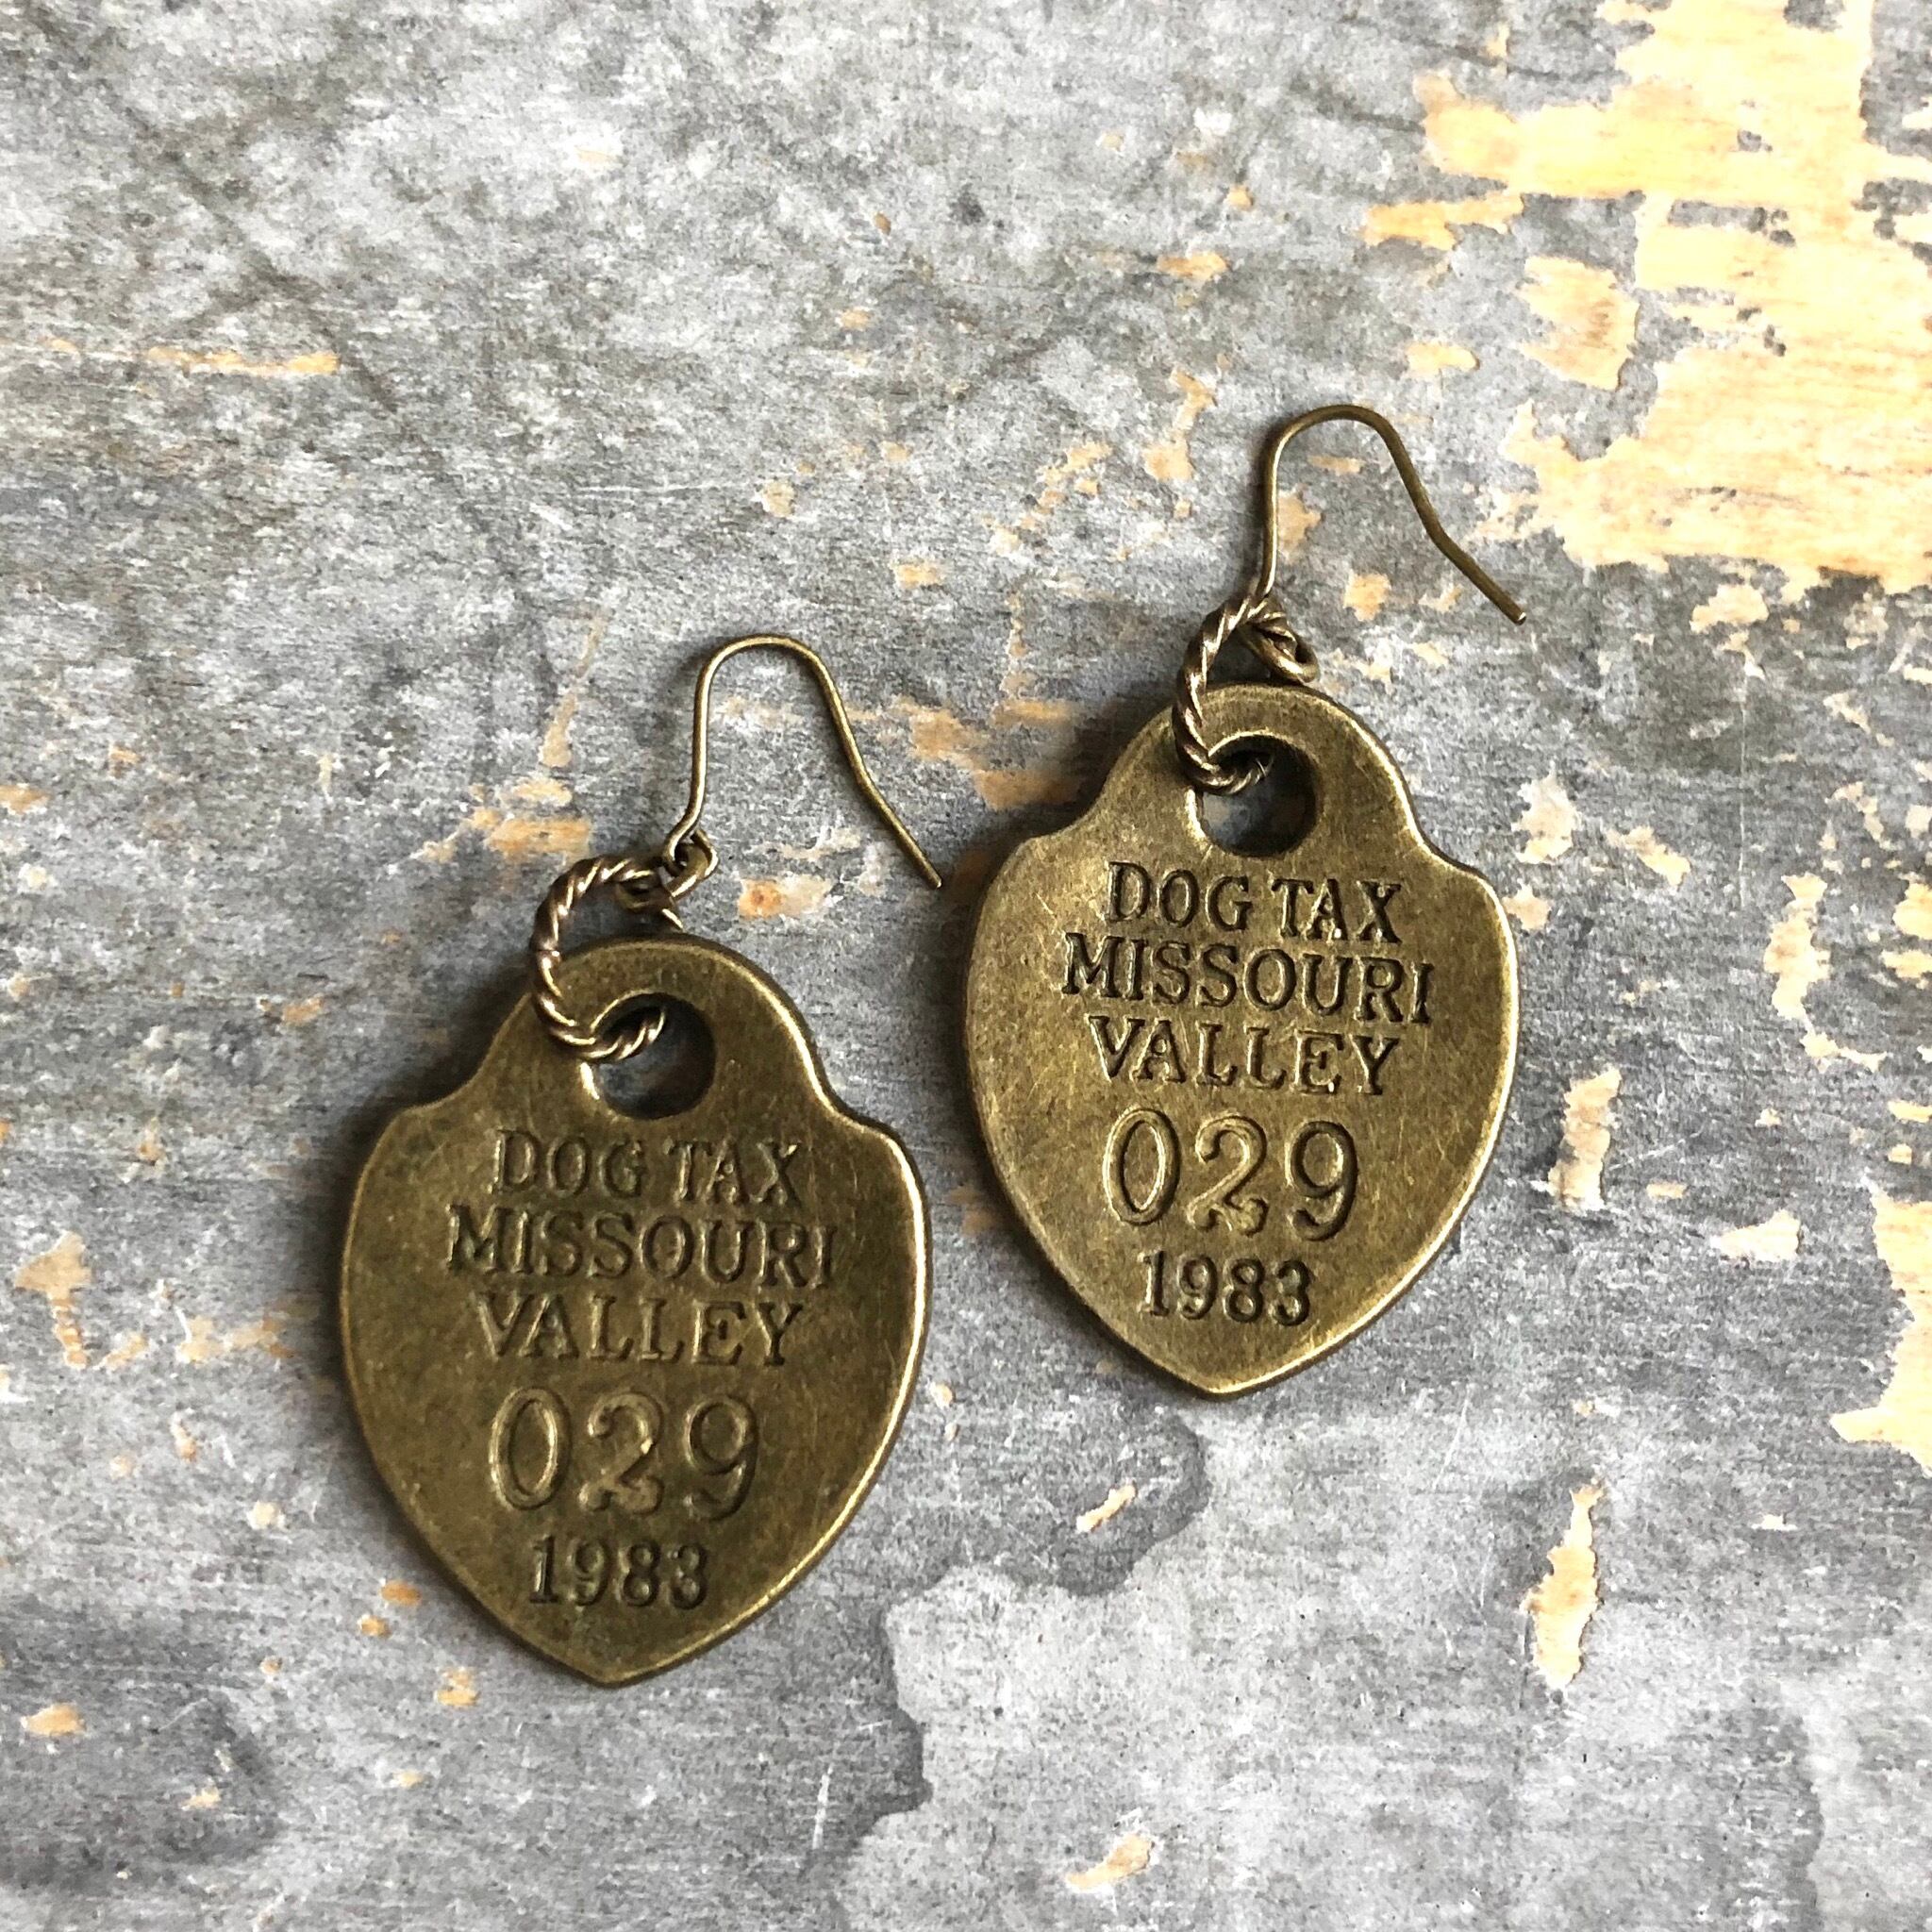 DOG TAX
MISSOURI
VALLEY
029
1983
DOG TAX
MISSOURI
VALLEY
029
1983